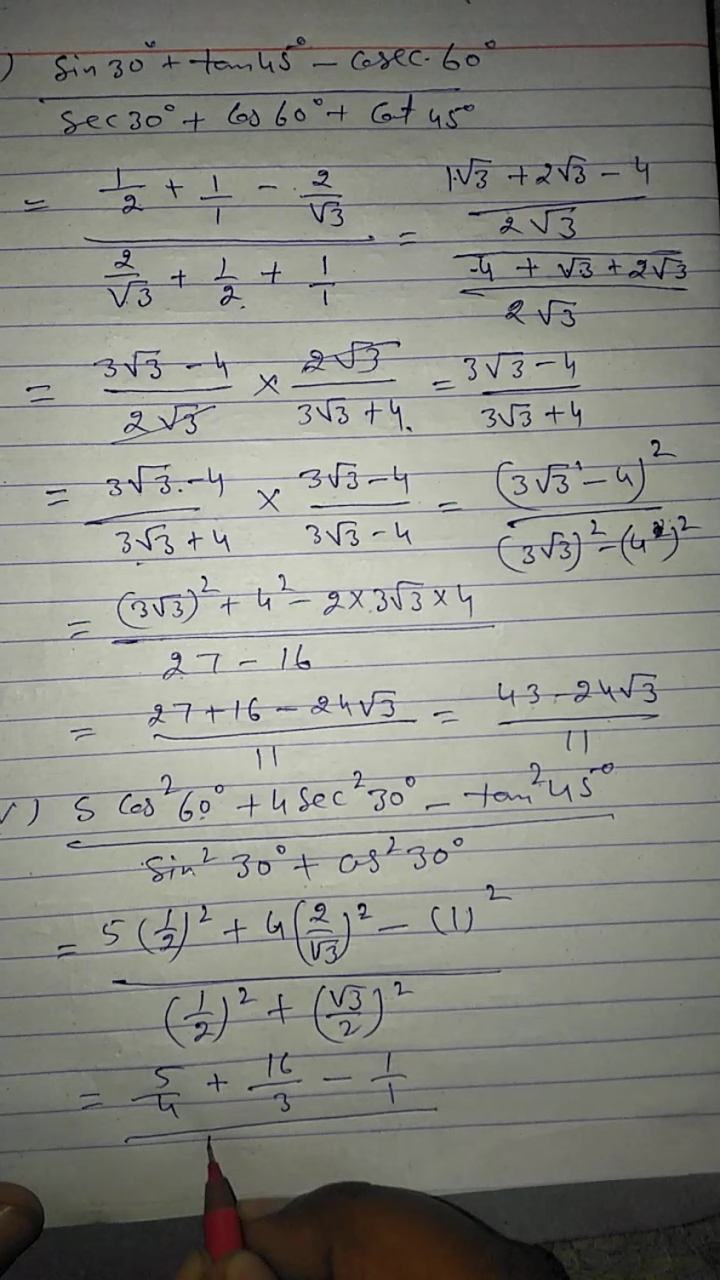 ) sin 30° + tan 45° - cosec. 60°
sec 30° + cos 60° + cot 45°
= 1/2 + 1/1 - 2/√3 / 2/√3 + 1/2 + 1/1 = 1·√3 + 2√3 - 4 / 2√3 / 4 + √3 + 2√3 / 2√3
= 3√3 - 4 / 2√3 × 2√3 / 3√3 + 4. = 3√3 - 4 / 3√3 + 4
= 3√3 - 4 / 3√3 + 4 × 3√3 - 4 / 3√3 - 4 = (3√3 - 4)² / (3√3)² - (4)²
= (3√3)² + 4² - 2 × 3√3 × 4 / 27 - 16
= 27 + 16 - 24√3 / 11 = 43 - 24√3 / 11
v) 5 cos² 60° + 4 sec² 30° - tan² 45°
sin² 30° + cos² 30°
= 5 (1/2)² + 4 (2/√3)² - (1)² / (1/2)² + (√3/2)²
= 5/4 + 16/3 - 1/1